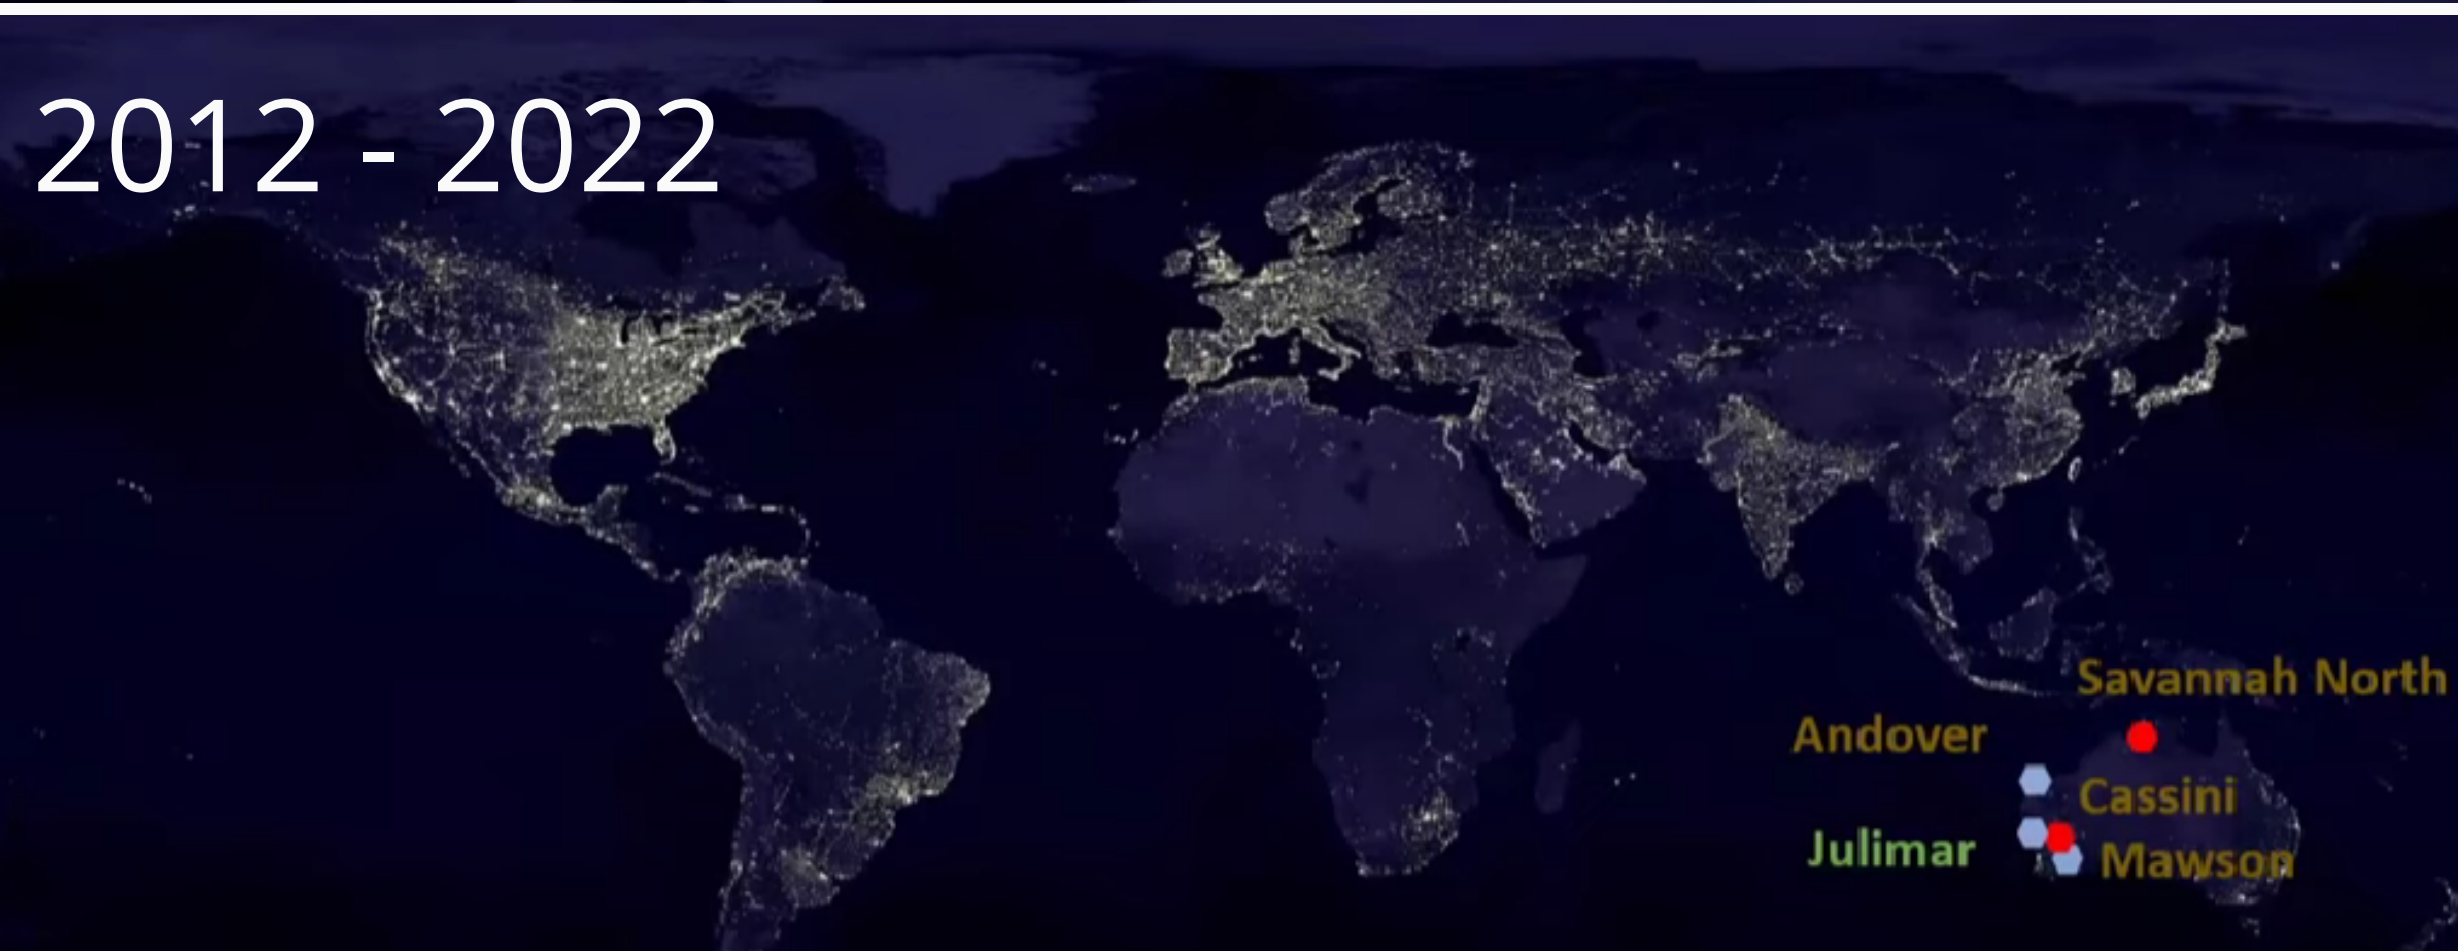 2012 - 2022
Savannah North
Andover
Cassini
Julimar
Mawson